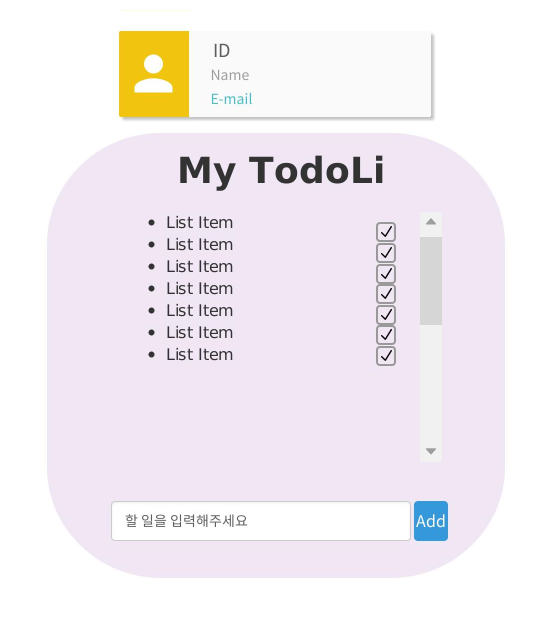 ID
Name
E-mail
My TodoLi
List Item
List Item
List Item
List Item
List Item
List Item
List Item
할 일을 입력해주세요
Add